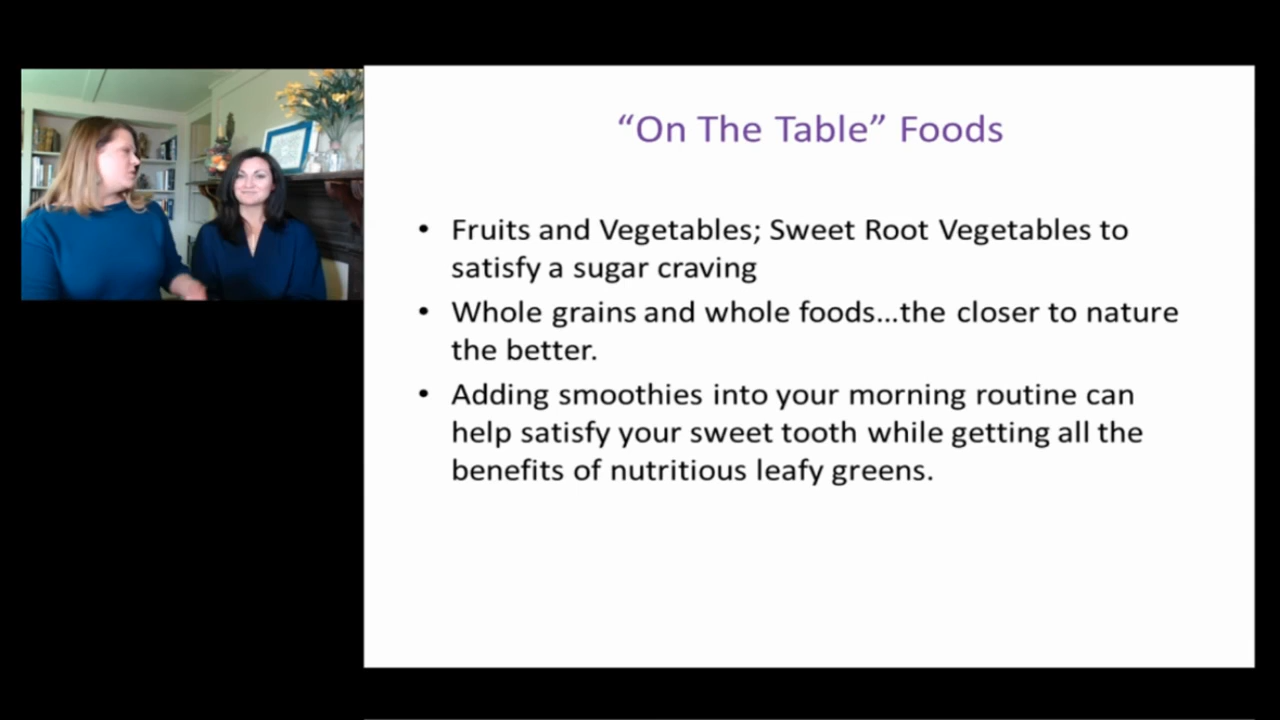 “On The Table” Foods
• Fruits and Vegetables; Sweet Root Vegetables to
satisfy a sugar craving
• Whole grains and whole foods...the closer to nature
the better.
• Adding smoothies into your morning routine can
help satisfy your sweet tooth while getting all the
benefits of nutritious leafy greens.